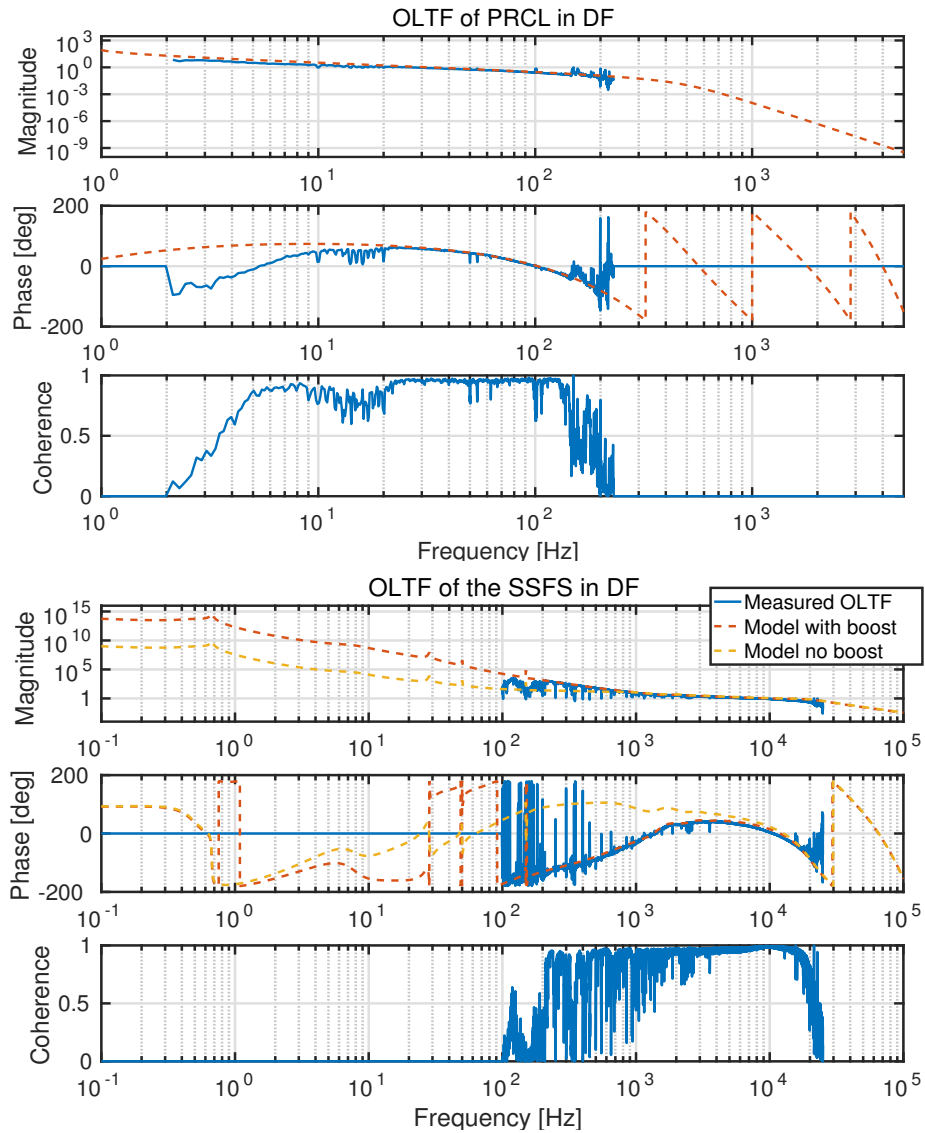 OLTF of PRCL in DF
Magnitude
10^3
10^0
10^-3
10^-6
10^-9
10^0 10^1 10^2 10^3
Phase [deg]
200
0
-200
10^0 10^1 10^2 10^3
Coherence
1
0.5
0
10^0 10^1 10^2 10^3
Frequency [Hz]
OLTF of the SSFS in DF
Measured OLTF
Model with boost
Model no boost
Magnitude
10^15
10^10
10^5
1
10^-1 10^0 10^1 10^2 10^3 10^4 10^5
Phase [deg]
200
0
-200
10^-1 10^0 10^1 10^2 10^3 10^4 10^5
Coherence
1
0.5
0
10^-1 10^0 10^1 10^2 10^3 10^4 10^5
Frequency [Hz]